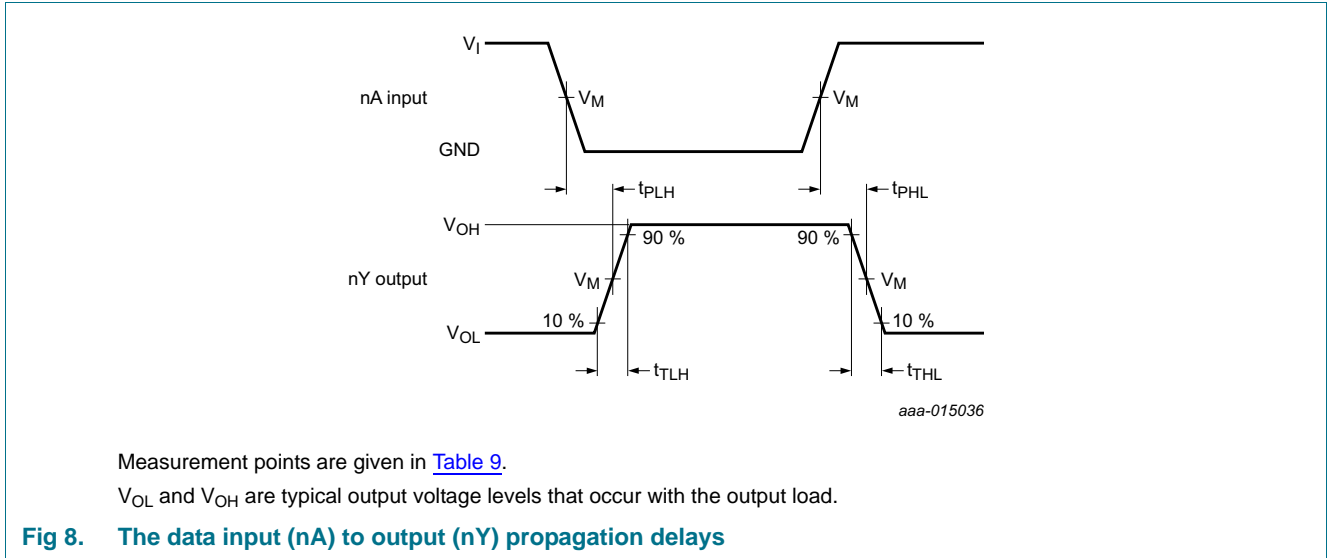 VI
nA input
VM
VM
GND
tPLH
tPHL
VOH
90 %
90 %
nY output
VM
VM
10 %
10 %
VOL
tTLH
tTHL
aaa-015036
Measurement points are given in Table 9.
VOL and VOH are typical output voltage levels that occur with the output load.
Fig 8. The data input (nA) to output (nY) propagation delays